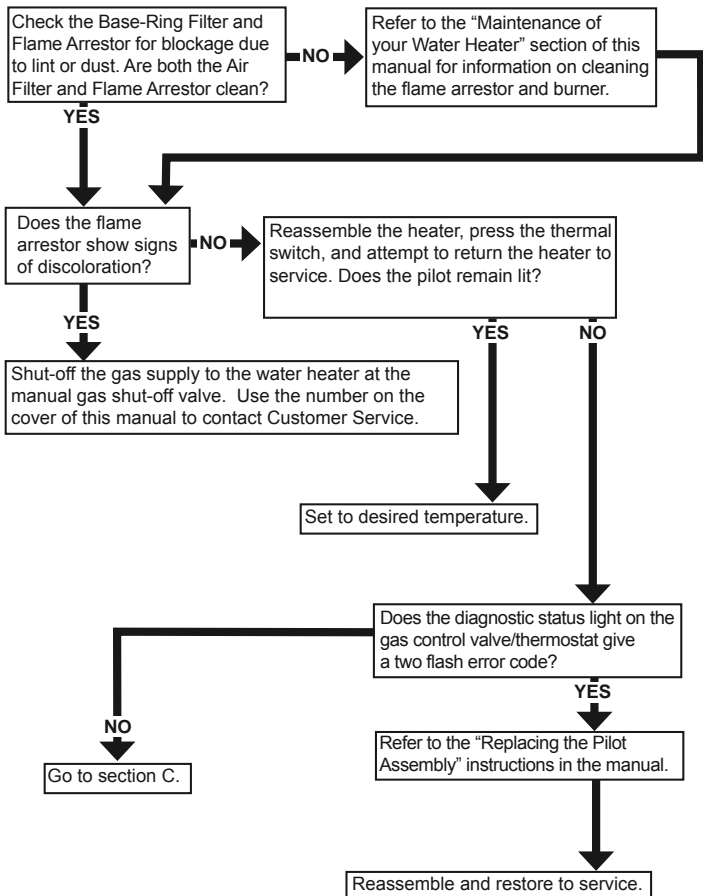 Check the Base-Ring Filter and
Flame Arrestor for blockage due
to lint or dust. Are both the Air
Filter and Flame Arrestor clean?
NO
Refer to the “Maintenance of
your Water Heater” section of this
manual for information on cleaning
the flame arrestor and burner.
YES
Does the flame
arrestor show signs
of discoloration?
NO
Reassemble the heater, press the thermal
switch, and attempt to return the heater to
service. Does the pilot remain lit?
YES
YES
NO
Shut-off the gas supply to the water heater at the
manual gas shut-off valve. Use the number on the
cover of this manual to contact Customer Service.
Set to desired temperature.
Does the diagnostic status light on the
gas control valve/thermostat give
a two flash error code?
YES
NO
Refer to the “Replacing the Pilot
Assembly” instructions in the manual.
Go to section C.
Reassemble and restore to service.